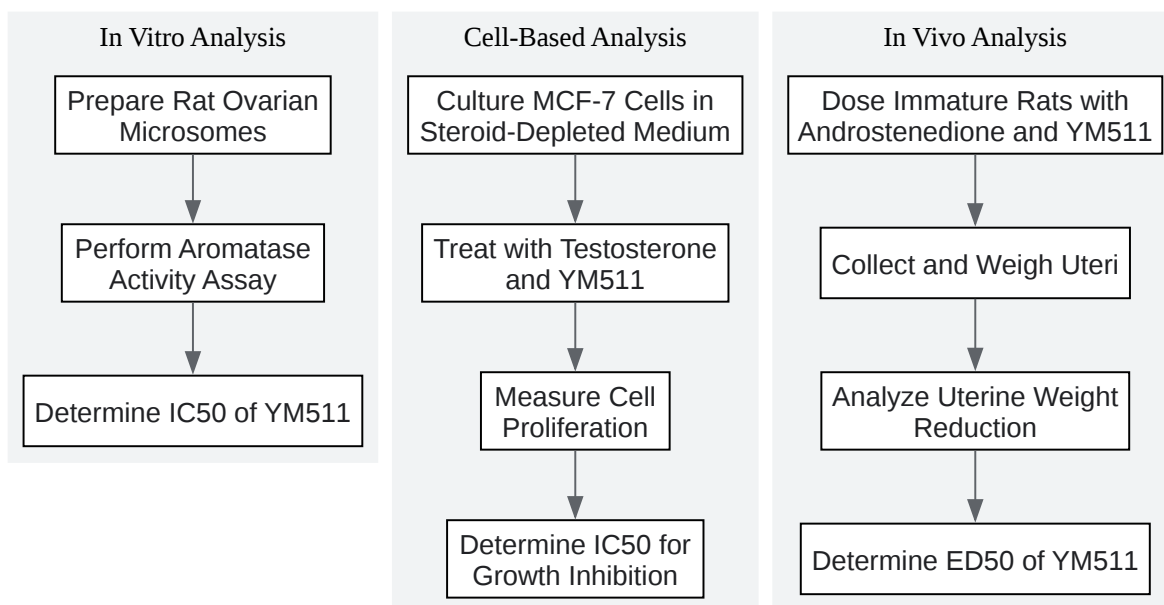 In Vitro Analysis
Prepare Rat Ovarian
Microsomes
Perform Aromatase
Activity Assay
Determine IC50 of YM511
Cell-Based Analysis
Culture MCF-7 Cells in
Steroid-Depleted Medium
Treat with Testosterone
and YM511
Measure Cell
Proliferation
Determine IC50 for
Growth Inhibition
In Vivo Analysis
Dose Immature Rats with
Androstenedione and YM511
Collect and Weigh Uteri
Analyze Uterine Weight
Reduction
Determine ED50 of YM511